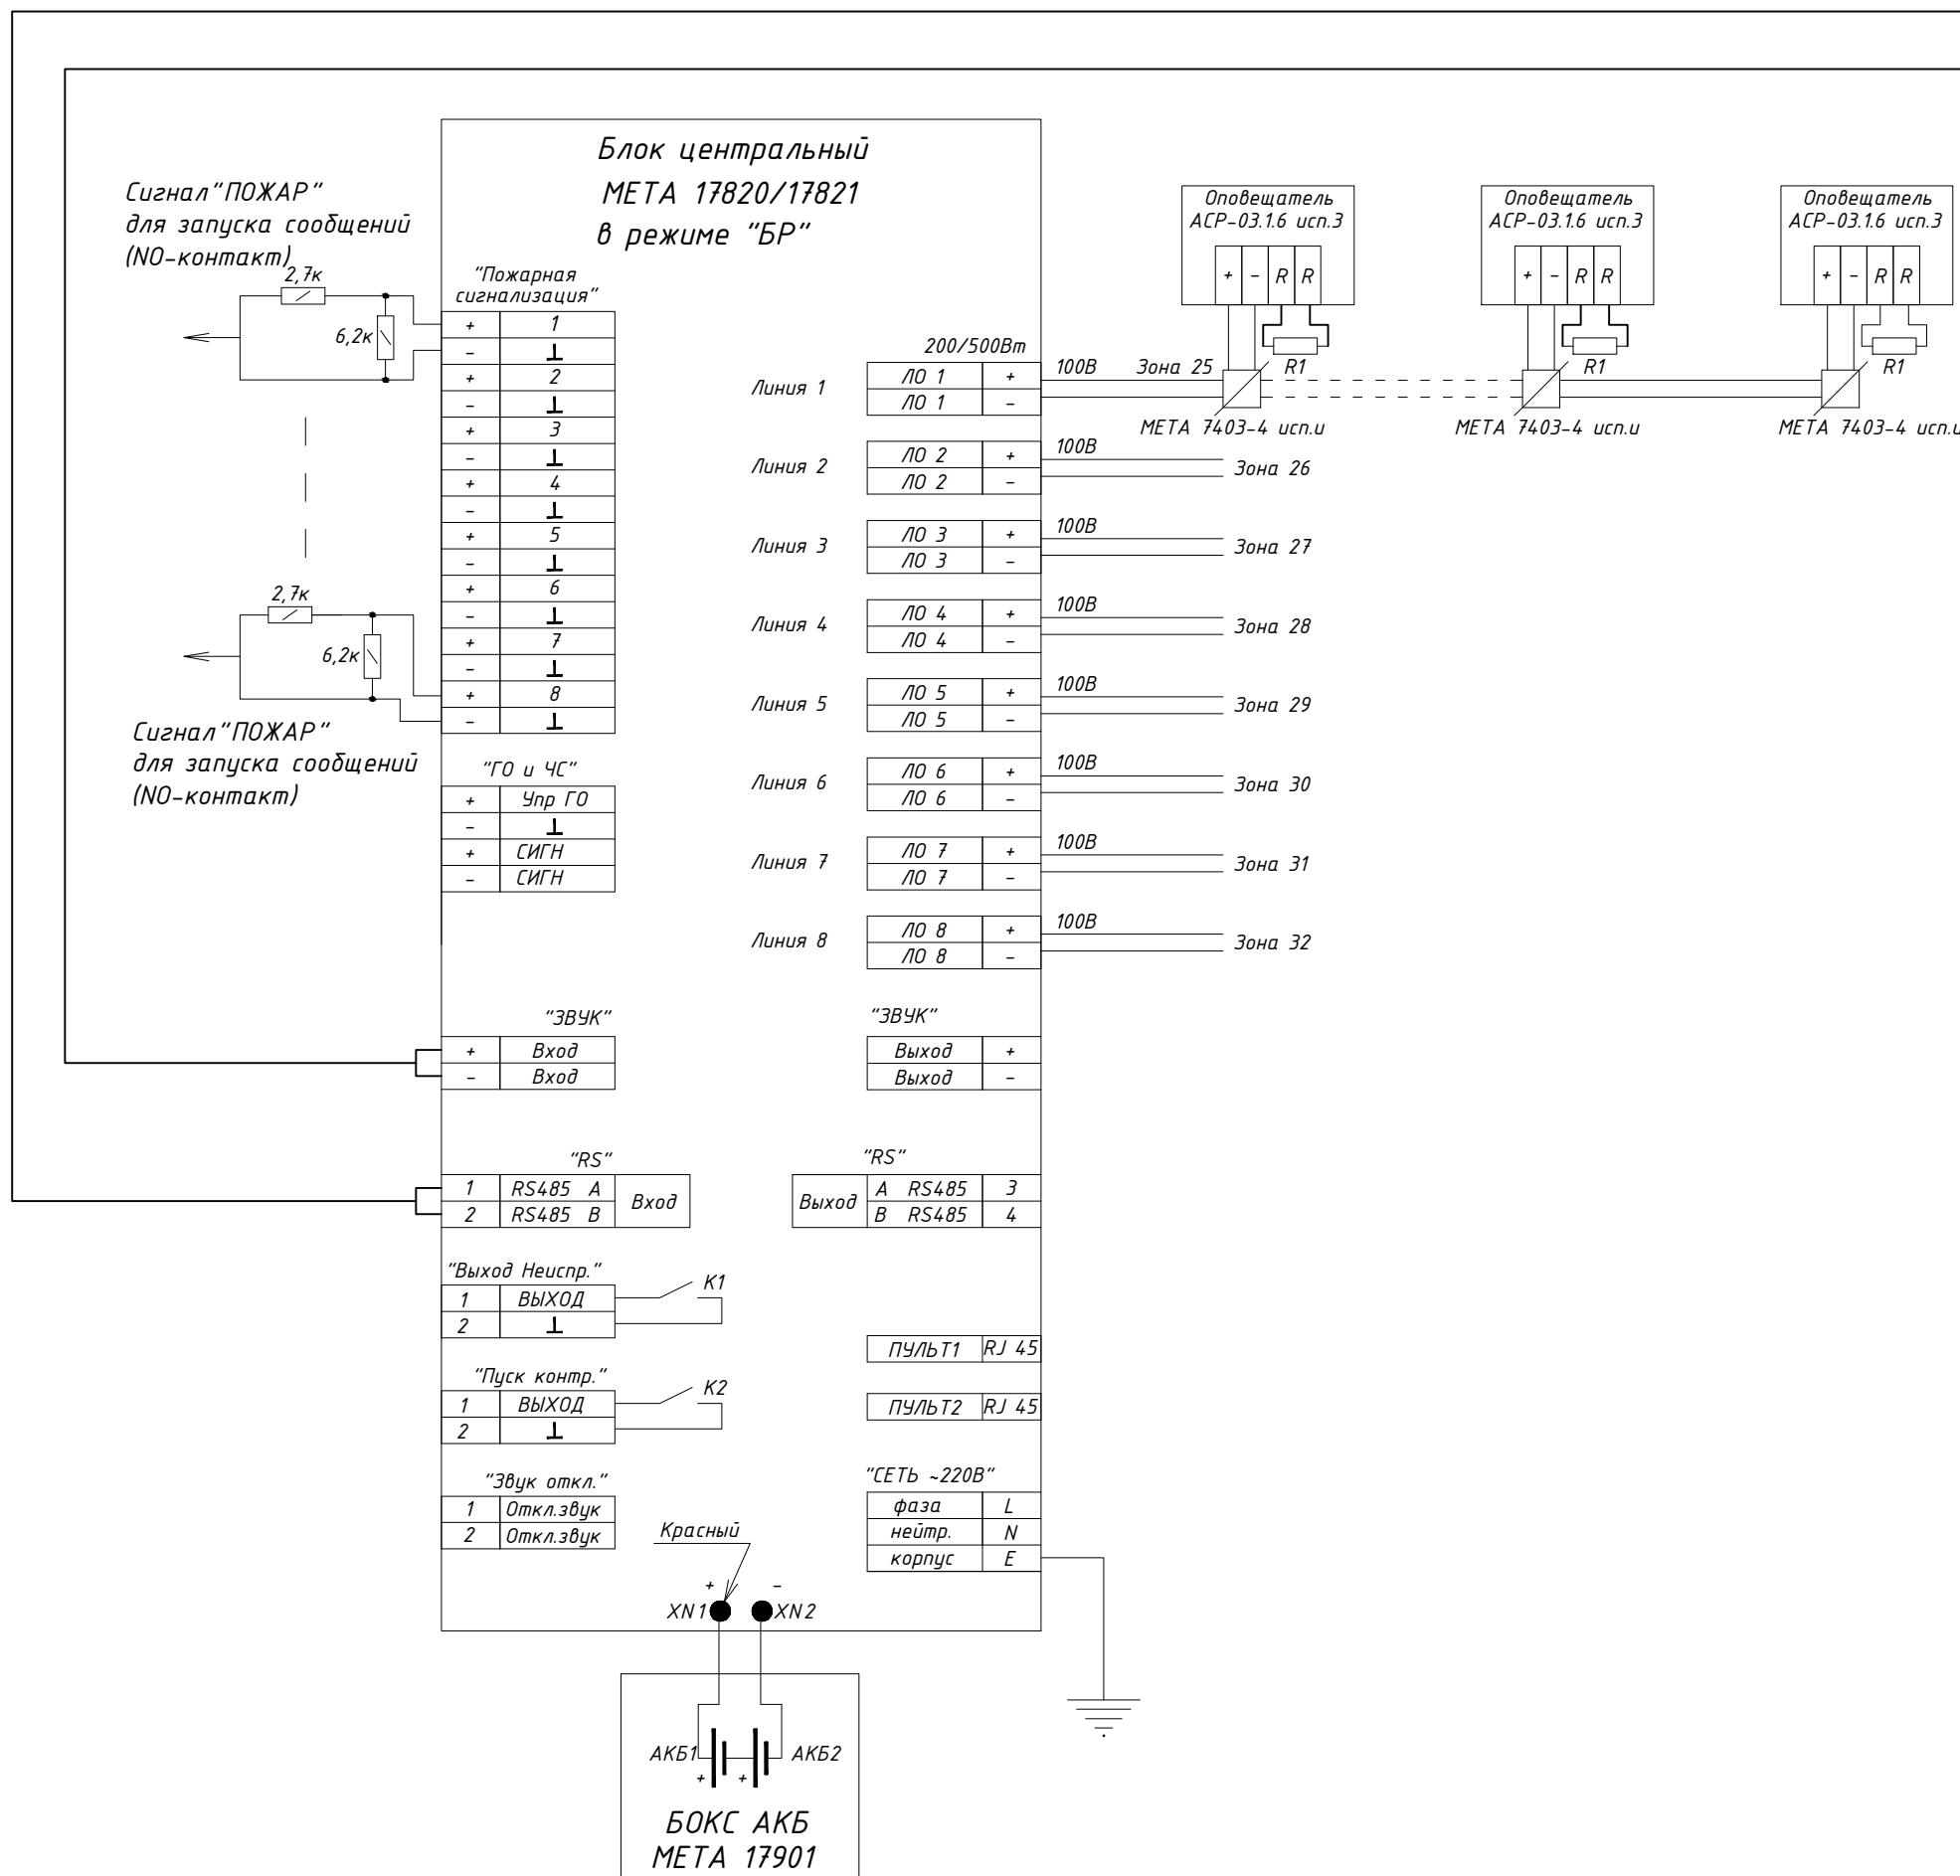 Блок центральный
МЕТА 17820/17821
в режиме "БР"
Сигнал "ПОЖАР"
для запуска сообщений
(NO-контакт)
2,7к
6,2к
"Пожарная
сигнализация"
+ 1
- ⊥
+ 2
- ⊥
+ 3
- ⊥
+ 4
- ⊥
+ 5
- ⊥
+ 6
- ⊥
+ 7
- ⊥
+ 8
- ⊥
2,7к
6,2к
Сигнал "ПОЖАР"
для запуска сообщений
(NO-контакт)
"ГО и ЧС"
+ Упр ГО
- ⊥
+ СИГН
- СИГН
200/500Вт
Линия 1
ЛО 1 +
ЛО 1 -
100В
Зона 25
Линия 2
ЛО 2 +
ЛО 2 -
100В
Зона 26
Линия 3
ЛО 3 +
ЛО 3 -
100В
Зона 27
Линия 4
ЛО 4 +
ЛО 4 -
100В
Зона 28
Линия 5
ЛО 5 +
ЛО 5 -
100В
Зона 29
Линия 6
ЛО 6 +
ЛО 6 -
100В
Зона 30
Линия 7
ЛО 7 +
ЛО 7 -
100В
Зона 31
Линия 8
ЛО 8 +
ЛО 8 -
100В
Зона 32
Оповещатель
АСР-03.1.6 исп.3
+ - R R
R1
МЕТА 7403-4 исп.и
Оповещатель
АСР-03.1.6 исп.3
+ - R R
R1
МЕТА 7403-4 исп.и
Оповещатель
АСР-03.1.6 исп.3
+ - R R
R1
МЕТА 7403-4 исп.и
"ЗВУК"
+ Вход
- Вход
"ЗВУК"
Выход +
Выход -
"RS"
1 RS485 A
2 RS485 B
Вход
"RS"
Выход
A RS485 3
B RS485 4
"Выход Неиспр."
1 ВЫХОД
2 ⊥
К1
"Пуск контр."
1 ВЫХОД
2 ⊥
К2
ПУЛЬТ1 RJ 45
ПУЛЬТ2 RJ 45
"Звук откл."
1 Откл.звук
2 Откл.звук
"СЕТЬ ~220В"
фаза L
нейтр. N
корпус E
Красный
+ -
XN1 XN2
АКБ1 АКБ2
+ +
БОКС АКБ
МЕТА 17901